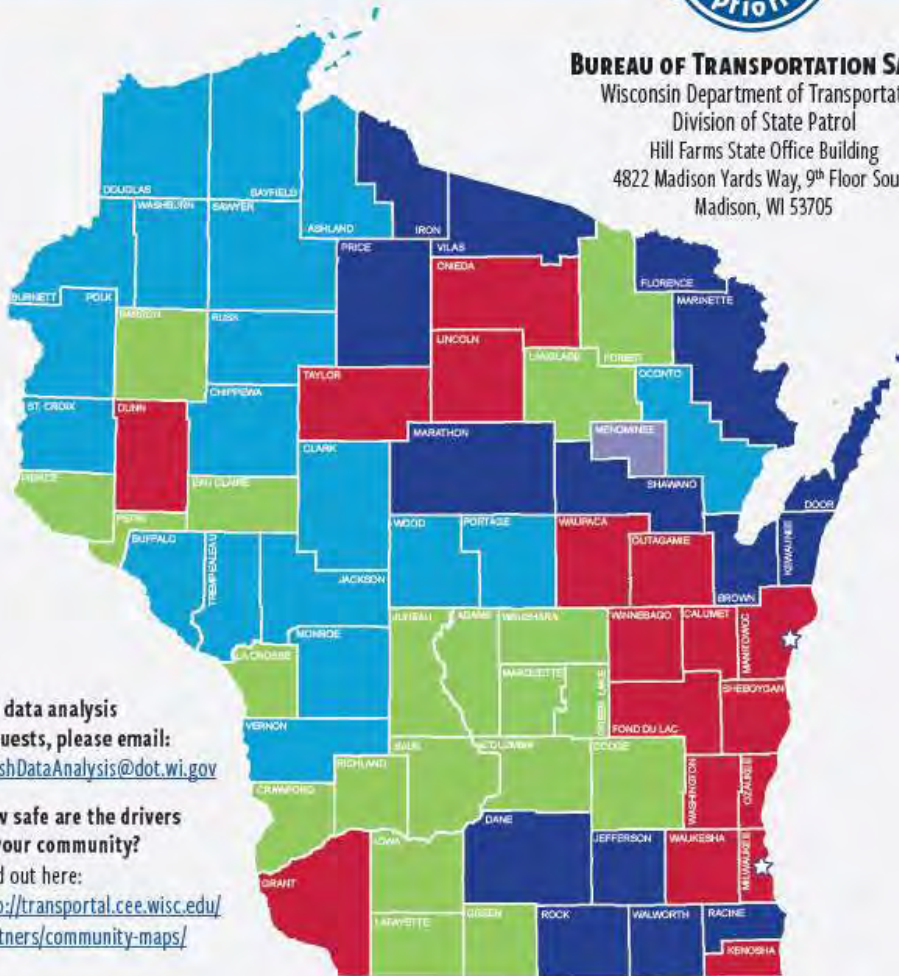 BUREAU OF TRANSPORTATION SA
Wisconsin Department of Transportat
Division of State Patrol
Hill Farms State Office Building
4822 Madison Yards Way, 9th Floor Sou
Madison, WI 53705
DOUGLAS
BAYFIELD
WASHBURN
SAWYER
ASHLAND
IRON
PRICE
VILAS
ONEIDA
FLORENCE
MARINETTE
BURNETT
POLK
BARRON
RUSK
LINCOLN
LANGLADE
FOREST
OCONTO
TAYLOR
CHIPPEWA
ST. CROIX
DUNN
MARATHON
MENOMINEE
CLARK
SHAWANO
PIERCE
EAU CLAIRE
DOOR
PEPIN
WOOD
PORTAGE
WAUPACA
OUTAGAMIE
BUFFALO
TREMPEALEAU
KEWAUNEE
JACKSON
BROWN
JUNEAU
ADAMS
WAUSHARA
WINNEBAGO
CALUMET
MANITOWOC
MONROE
LA CROSSE
MARQUETTE
GREEN LAKE
SHEBOYGAN
VERNON
FOND DU LAC
SAUK
COLUMBIA
DODGE
RICHLAND
WASHINGTON
OZAUKEE
CRAWFORD
DANE
JEFFERSON
WAUKESHA
MILWAUKEE
IOWA
GRANT
LAFAYETTE
GREEN
ROCK
WALWORTH
RACINE
KENOSHA
data analysis
uests, please email:
shDataAnalysis@dot.wi.gov
w safe are the drivers
your community?
d out here:
p://transportal.cee.wisc.edu/
tners/community-maps/